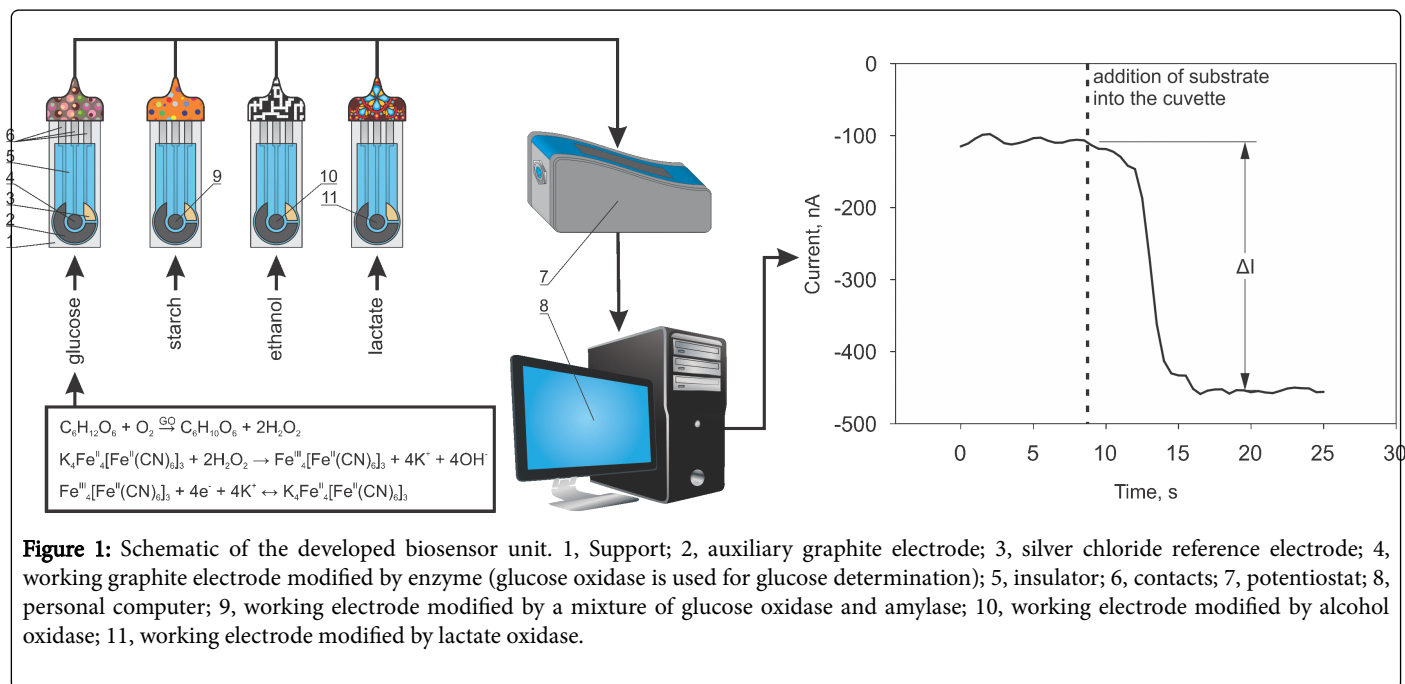 6
5
4
3
2
1
9
10
11
glucose
starch
ethanol
lactate
7
8
C₆H₁₂O₆ + O₂ GO→ C₆H₁₀O₆ + 2H₂O₂
K₄Feᴵᴵ₄[Feᴵᴵ(CN)₆]₃ + 2H₂O₂ → Feᴵᴵᴵ₄[Feᴵᴵ(CN)₆]₃ + 4K⁺ + 4OH⁻
Feᴵᴵᴵ₄[Feᴵᴵ(CN)₆]₃ + 4e⁻ + 4K⁺ ↔ K₄Feᴵᴵ₄[Feᴵᴵ(CN)₆]₃
0
-100
-200
-300
-400
-500
Current, nA
addition of substrate
into the cuvette
ΔI
0 5 10 15 20 25 30
Time, s
Figure 1: Schematic of the developed biosensor unit. 1, Support; 2, auxiliary graphite electrode; 3, silver chloride reference electrode; 4,
working graphite electrode modified by enzyme (glucose oxidase is used for glucose determination); 5, insulator; 6, contacts; 7, potentiostat; 8,
personal computer; 9, working electrode modified by a mixture of glucose oxidase and amylase; 10, working electrode modified by alcohol
oxidase; 11, working electrode modified by lactate oxidase.